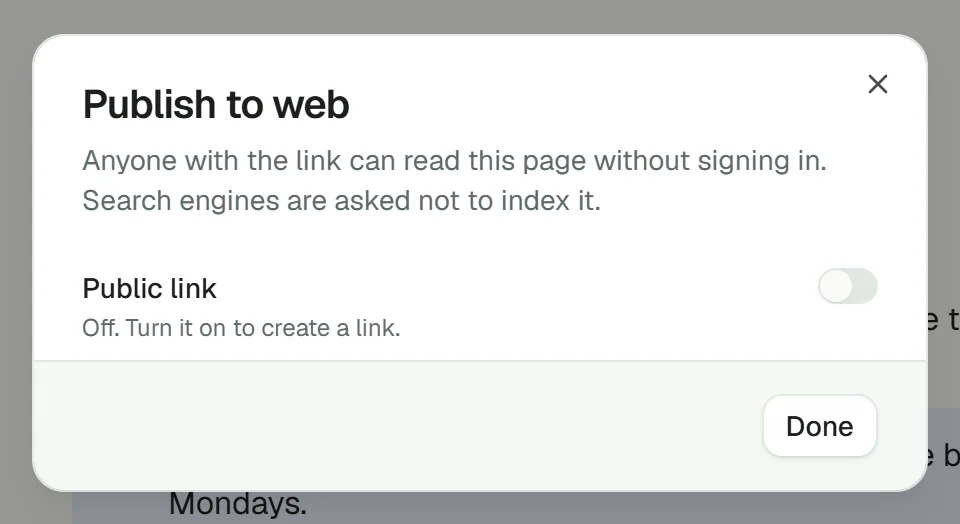 Publish to web
Anyone with the link can read this page without signing in.
Search engines are asked not to index it.
Public link
Off. Turn it on to create a link.
e t
Done
e b
Mondays.